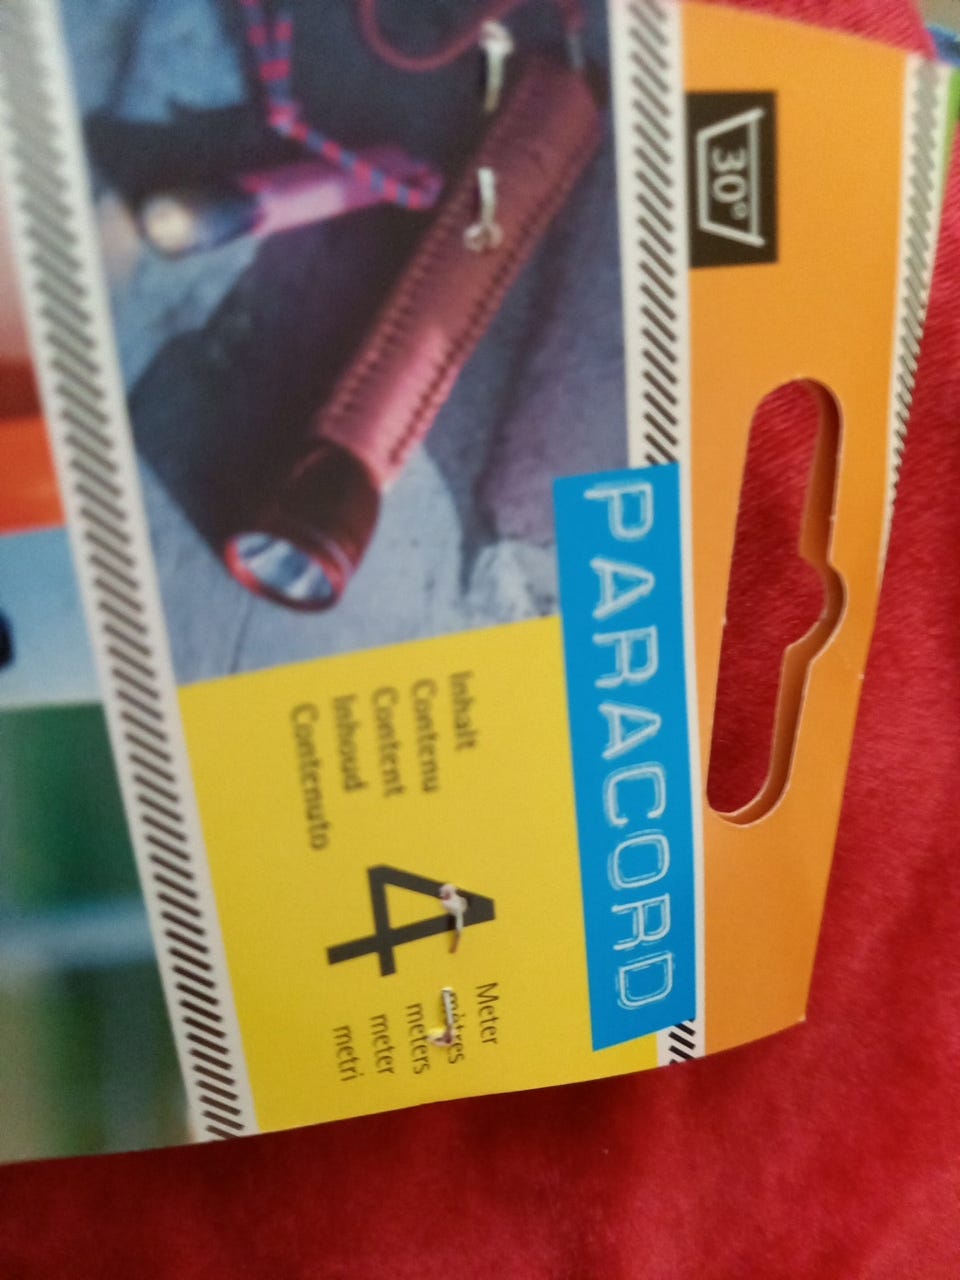 30°
PARACORD
Inhalt
Contenu
Content
Inhoud
Contenuto
4
Meter
mètres
meters
meter
metri